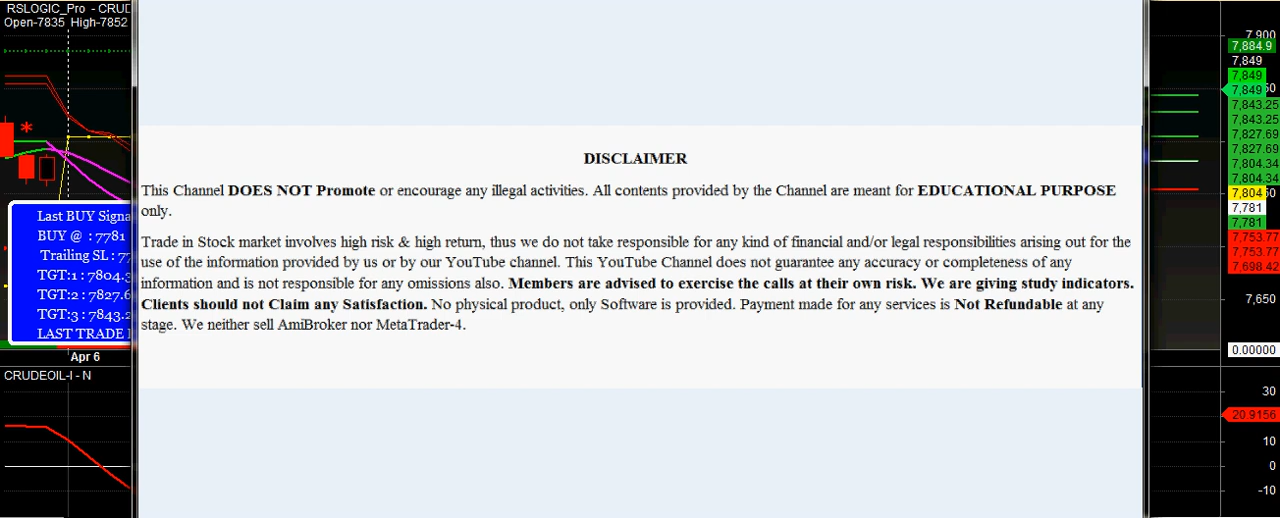 RSLOGIC_Pro - CRUD
Open-7835 High-7852
Last BUY Signa
BUY @ : 7781
Trailing SL : 77
TGT:1 : 7804.3
TGT:2 : 7827.6
TGT:3 : 7843.2
LAST TRADE
Apr 6
CRUDEOIL-I - N
DISCLAIMER
This Channel DOES NOT Promote or encourage any illegal activities. All contents provided by the Channel are meant for EDUCATIONAL PURPOSE
only.
Trade in Stock market involves high risk & high return, thus we do not take responsible for any kind of financial and/or legal responsibilities arising out for the
use of the information provided by us or by our YouTube channel. This YouTube Channel does not guarantee any accuracy or completeness of any
information and is not responsible for any omissions also. Members are advised to exercise the calls at their own risk. We are giving study indicators.
Clients should not Claim any Satisfaction. No physical product, only Software is provided. Payment made for any services is Not Refundable at any
stage. We neither sell AmiBroker nor MetaTrader-4.
7,900
7,884.9
7,849
7,849
7,849
7,843.25
7,843.25
7,827.69
7,827.69
7,804.34
7,804.34
7,804
7,781
7,781
7,753.77
7,753.77
7,698.42
7,650
0.00000
30
20.9156
10
0
-10